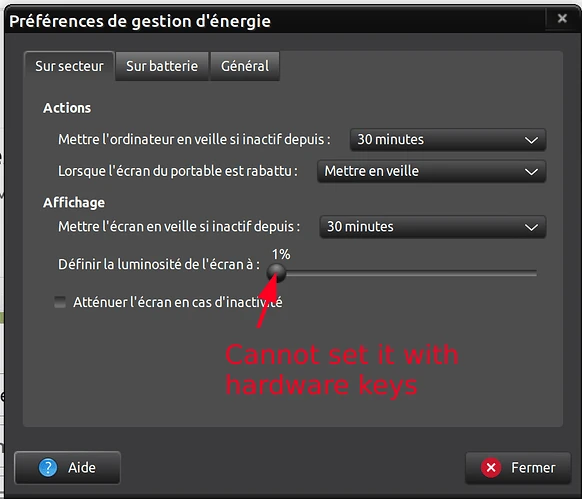 Préférences de gestion d'énergie
Sur secteur Sur batterie Général
Actions
Mettre l'ordinateur en veille si inactif depuis : 30 minutes
Lorsque l'écran du portable est rabattu : Mettre en veille
Affichage
Mettre l'écran en veille si inactif depuis : 30 minutes
1%
Définir la luminosité de l'écran à :
Atténuer l'écran en cas d'inactivité
Cannot set it with
hardware keys
Aide Fermer